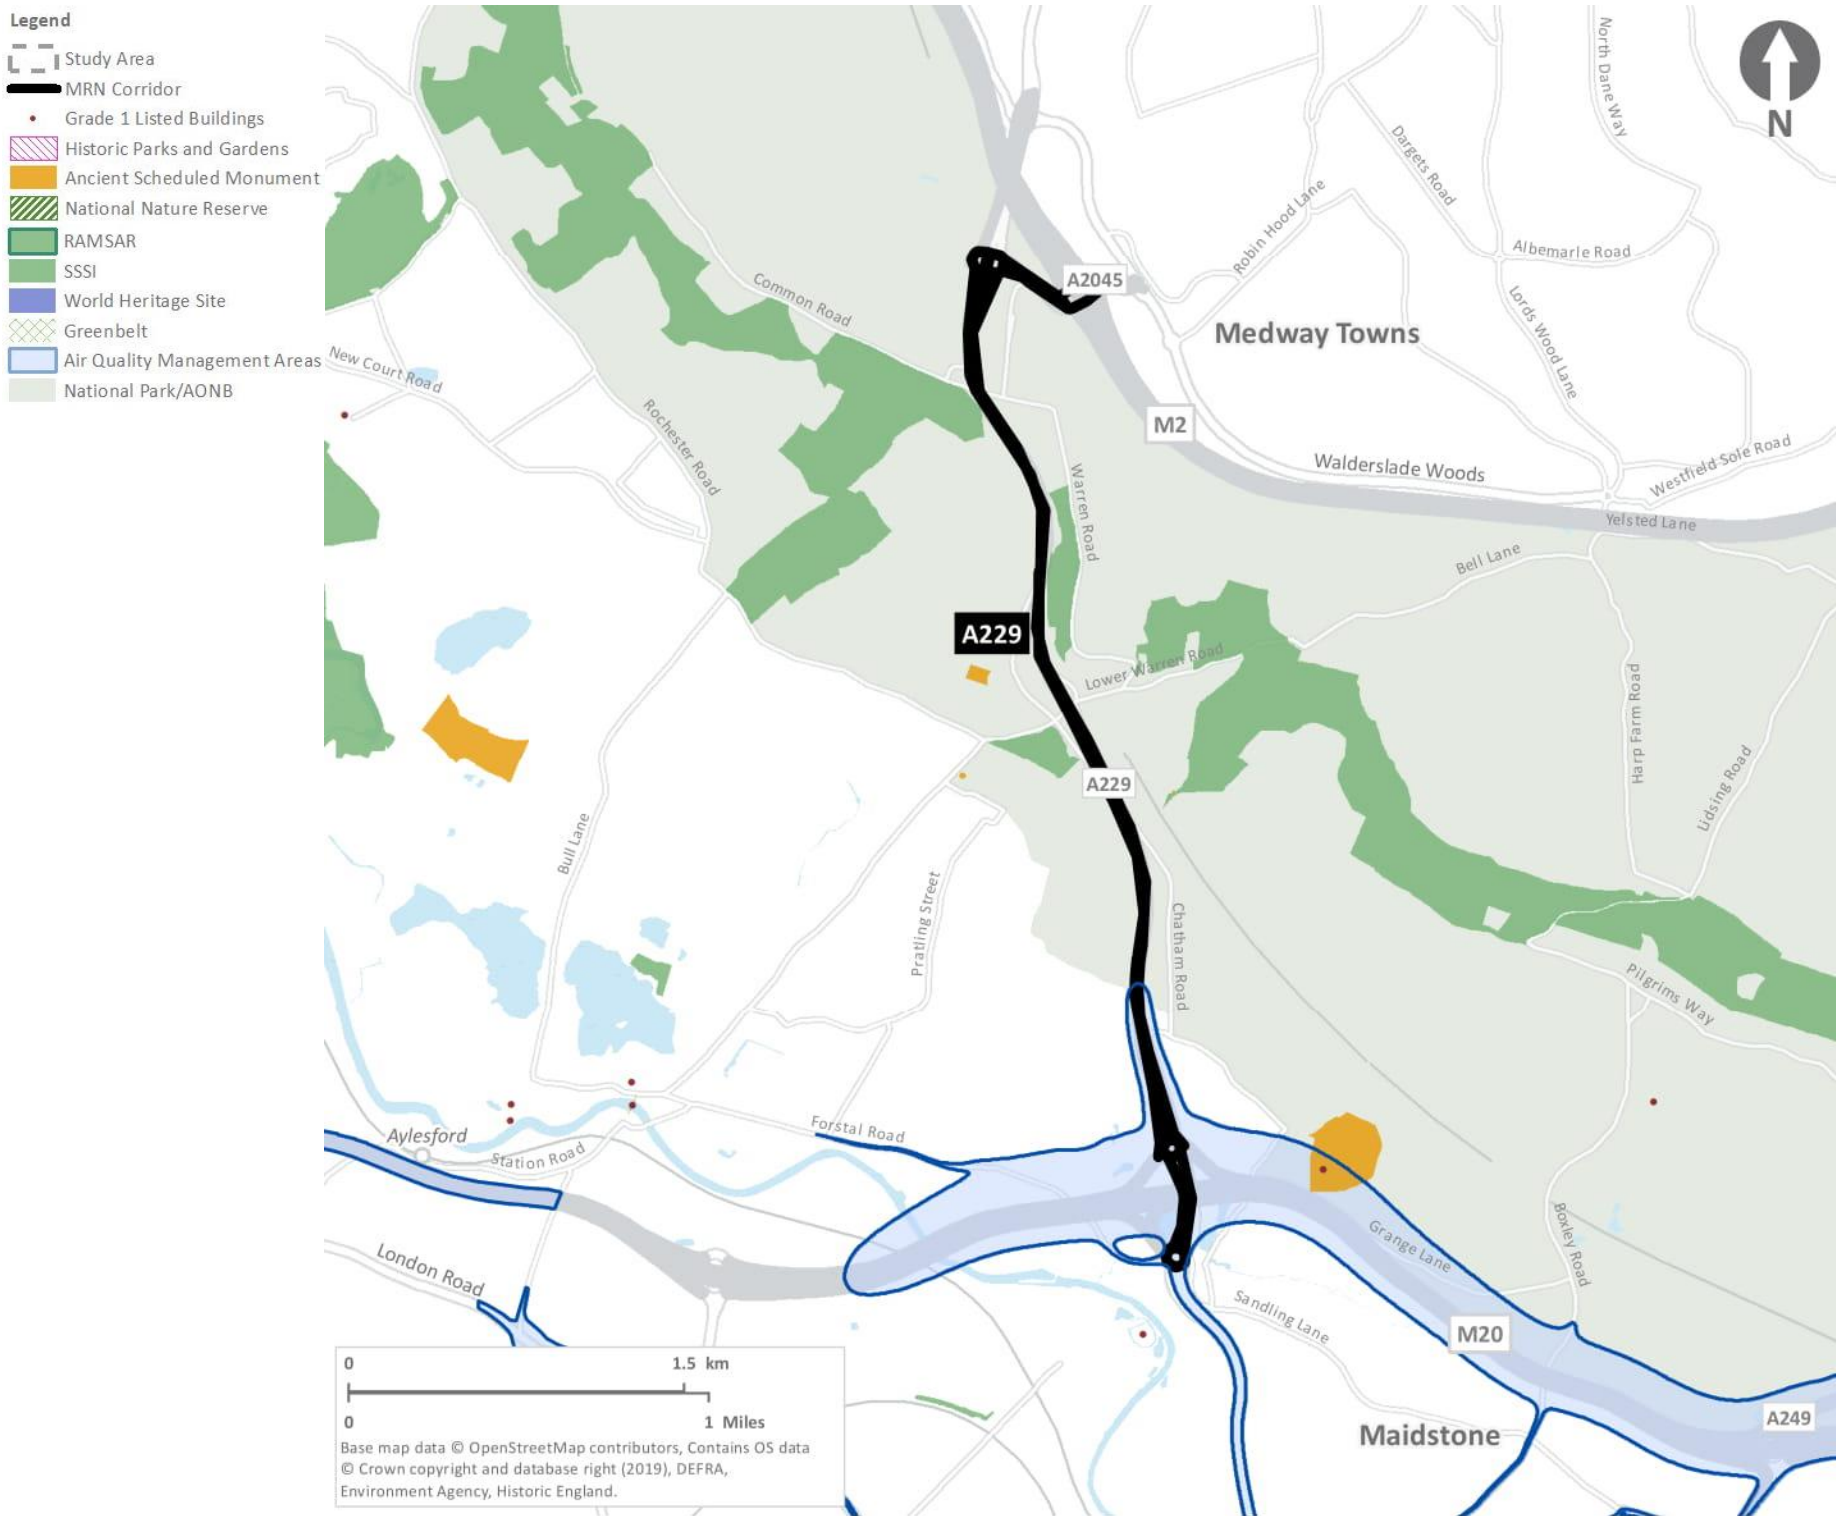 Legend
Study Area
MRN Corridor
Grade 1 Listed Buildings
Historic Parks and Gardens
Ancient Scheduled Monument
National Nature Reserve
RAMSAR
SSSI
World Heritage Site
Greenbelt
Air Quality Management Areas
National Park/AONB
N
North Dane Way
Dargets Road
Robin Hood Lane
Albemarle Road
Common Road
A2045
Lords Wood Lane
Medway Towns
New Court Road
Rochester Road
M2
Walderslade Woods
Westfield Sole Road
Warren Road
Yelsted Lane
Bell Lane
A229
Lower Warren Road
Harp Farm Road
A229
Lidsing Road
Bull Lane
Pratling Street
Chatham Road
Pilgrims Way
Forstal Road
Aylesford
Station Road
Grange Lane
Boxley Road
London Road
Sandling Lane
M20
A249
Maidstone
0 1.5 km
0 1 Miles
Base map data © OpenStreetMap contributors, Contains OS data
© Crown copyright and database right (2019), DEFRA,
Environment Agency, Historic England.